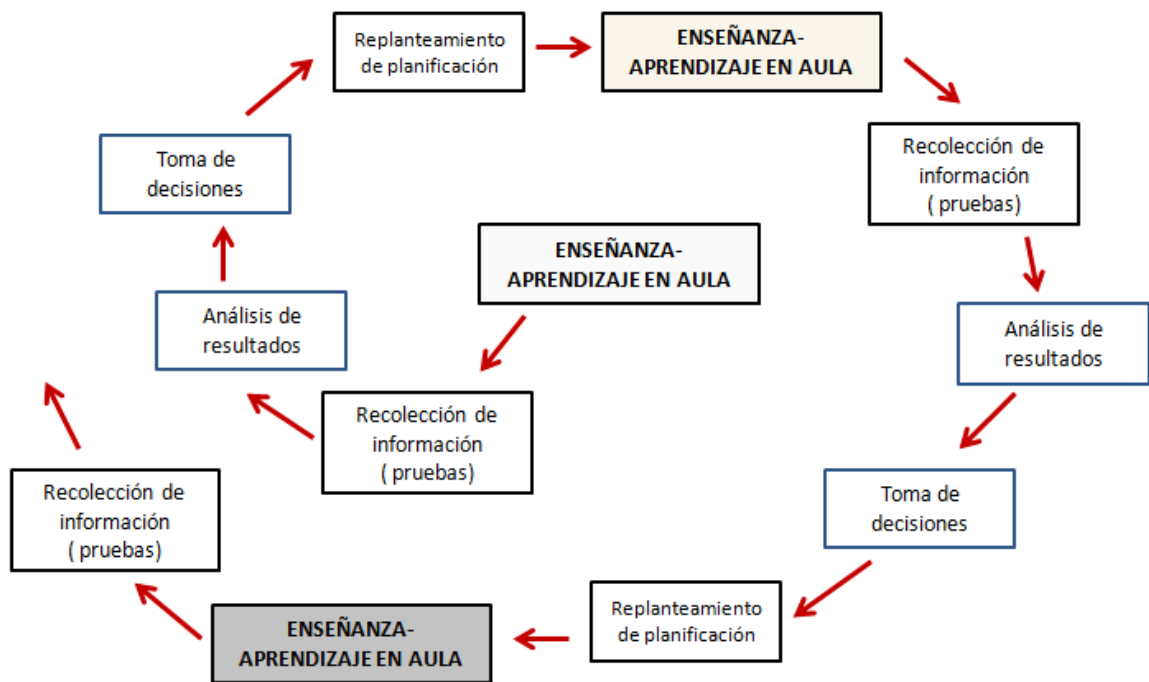 Replanteamiento
de planificación
ENSEÑANZA-
APRENDIZAJE EN AULA
Recolección de
información
( pruebas)
Toma de
decisiones
ENSEÑANZA-
APRENDIZAJE EN AULA
Análisis de
resultados
Análisis de
resultados
Recolección de
información
( pruebas)
Recolección de
información
( pruebas)
Toma de
decisiones
Replanteamiento
de planificación
ENSEÑANZA-
APRENDIZAJE EN AULA